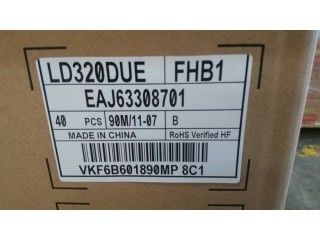 LD320DUE FHB1
EAJ63308701
40 PCS 90M/11-07 B
MADE IN CHINA RoHS Verified HF
VKF6B601890MP 8C1